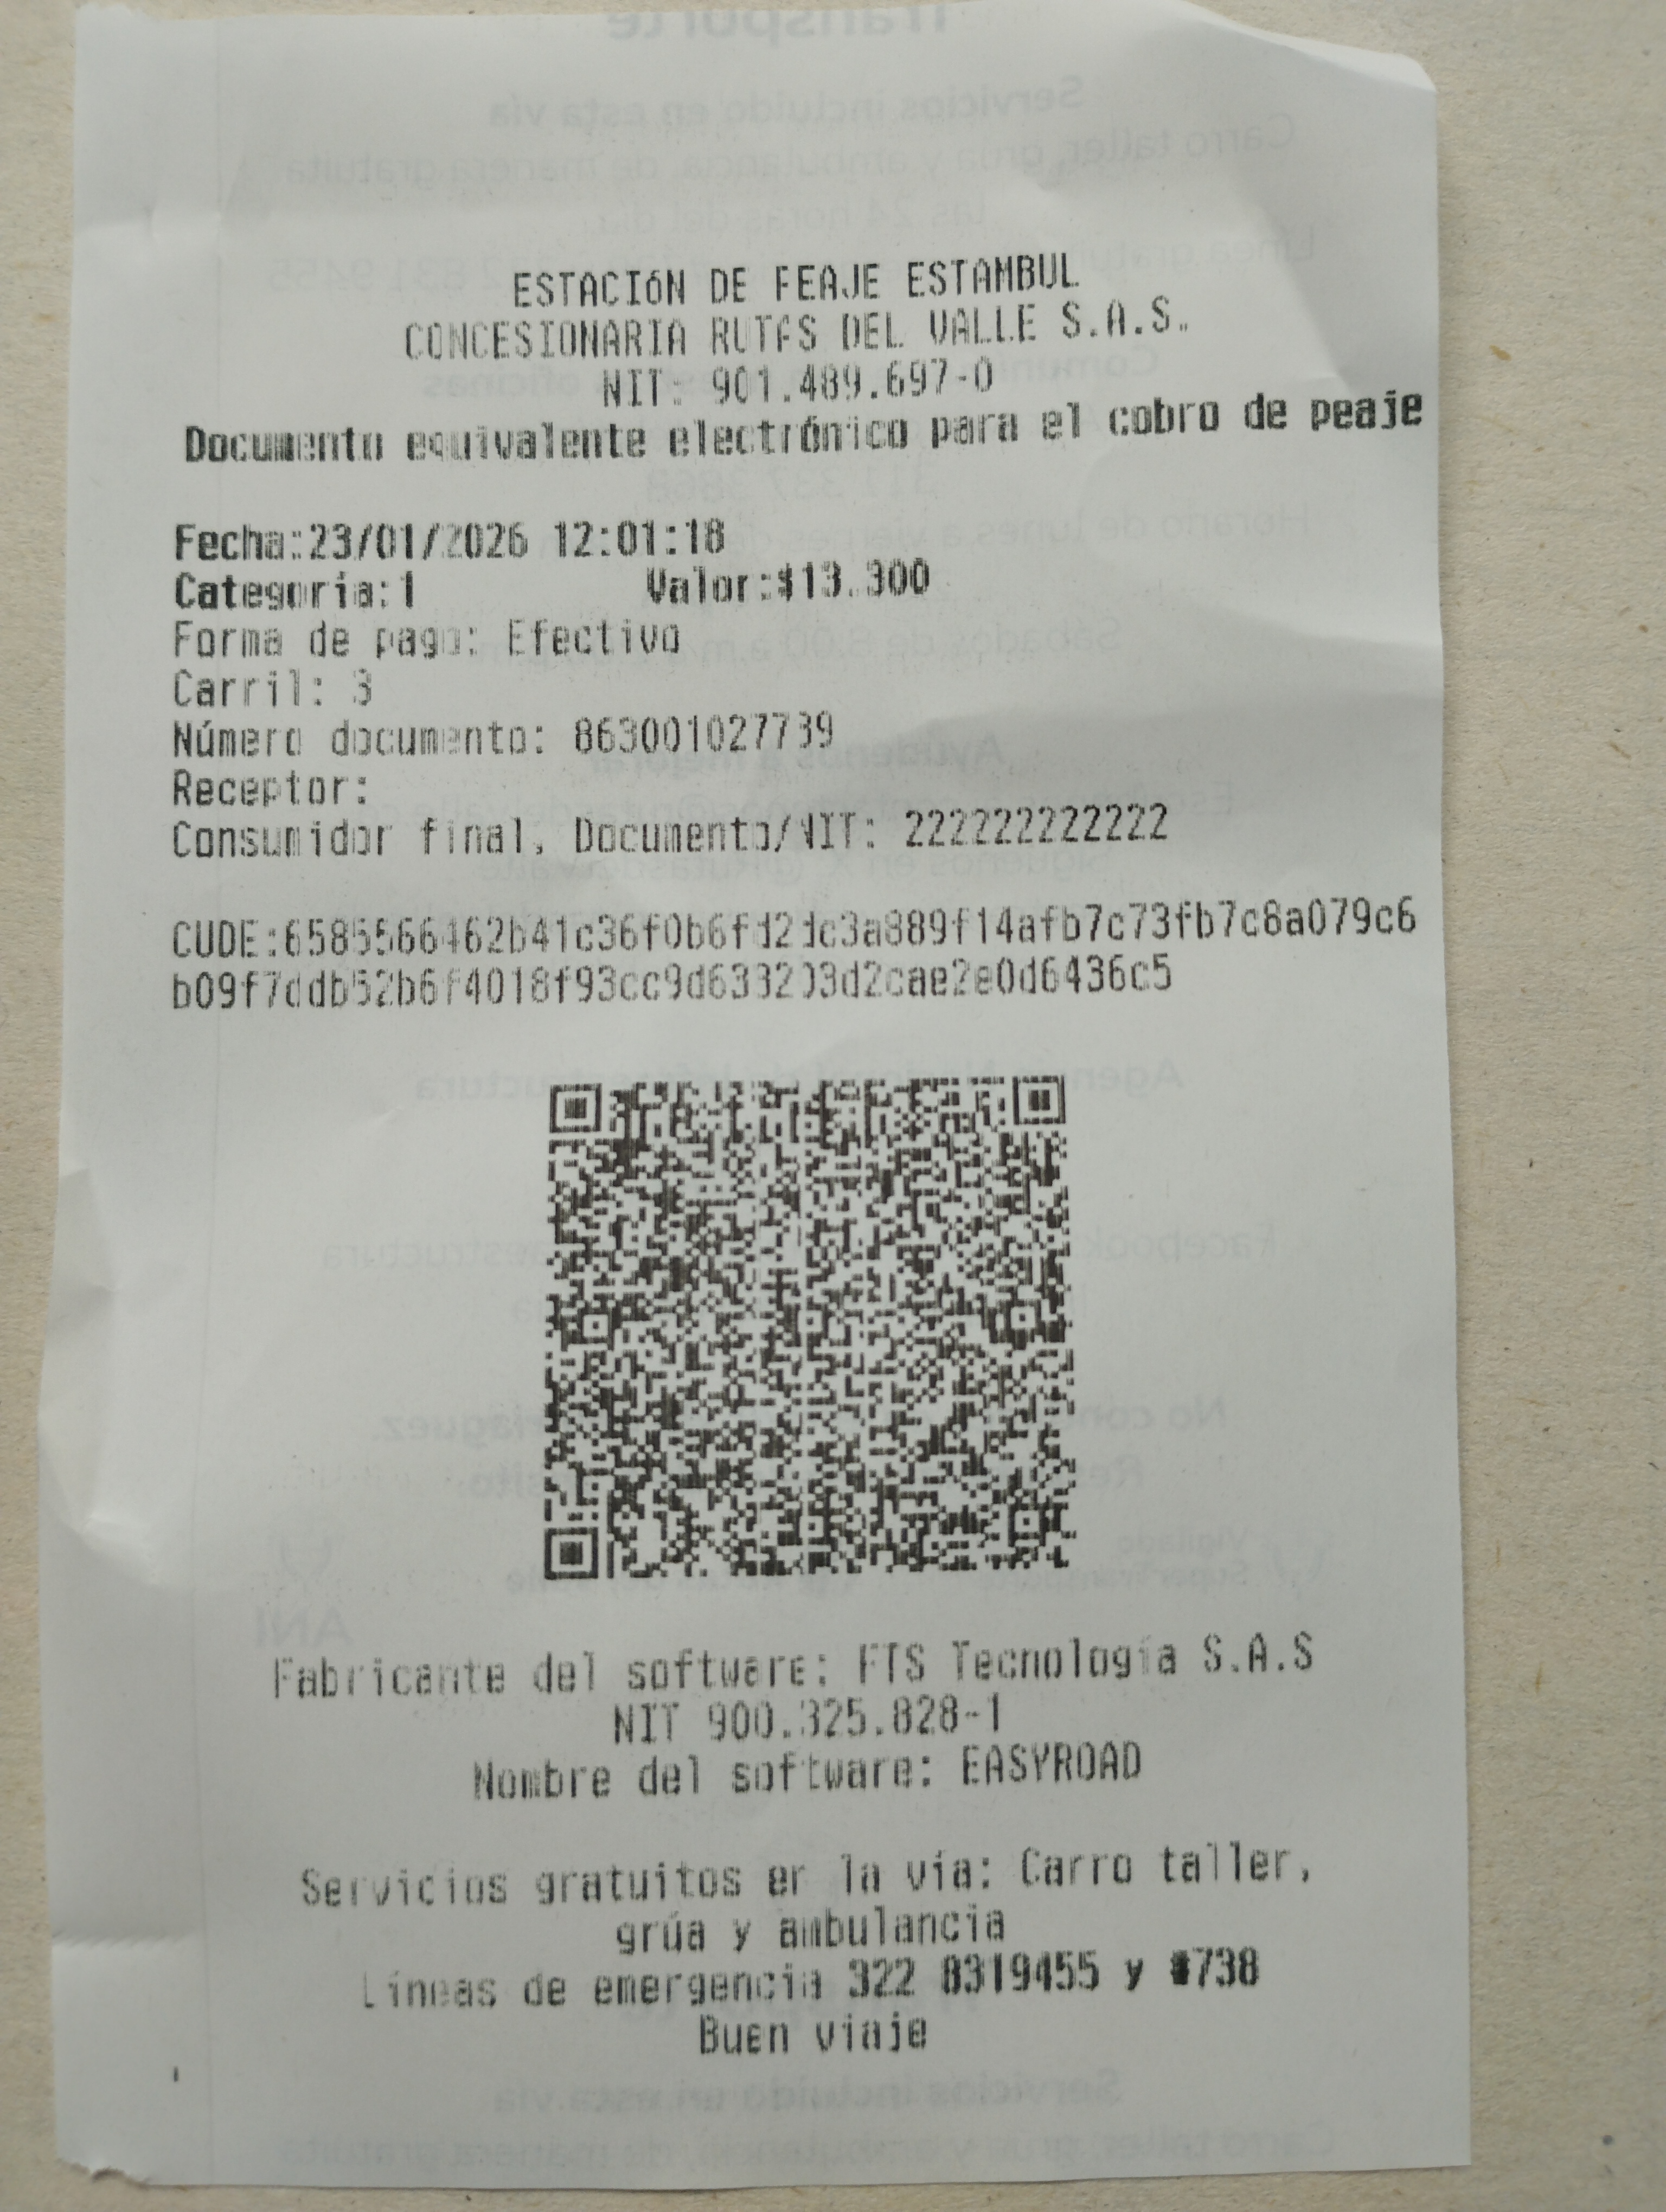 ESTACIÓN DE PEAJE ESTAMBUL
CONCESIONARIA RUTAS DEL VALLE S.A.S.
NIT: 901.489.697-0
Documento equivalente electrónico para el cobro de peaje
Fecha:23/01/2026 12:01:18
Categoria:1 Valor:$13.300
Forma de pago: Efectivo
Carril: 3
Número documento: 863001027739
Receptor:
Consumidor final, Documento/NIT: 222222222222
CUDE:
Fabricante del software: FTS Tecnología S.A.S
NIT 900.325.828-1
Nombre del software: EASYROAD
Servicios gratuitos en la vía: Carro taller,
grúa y ambulancia
Líneas de emergencia 322 8319455 y #738
Buen viaje